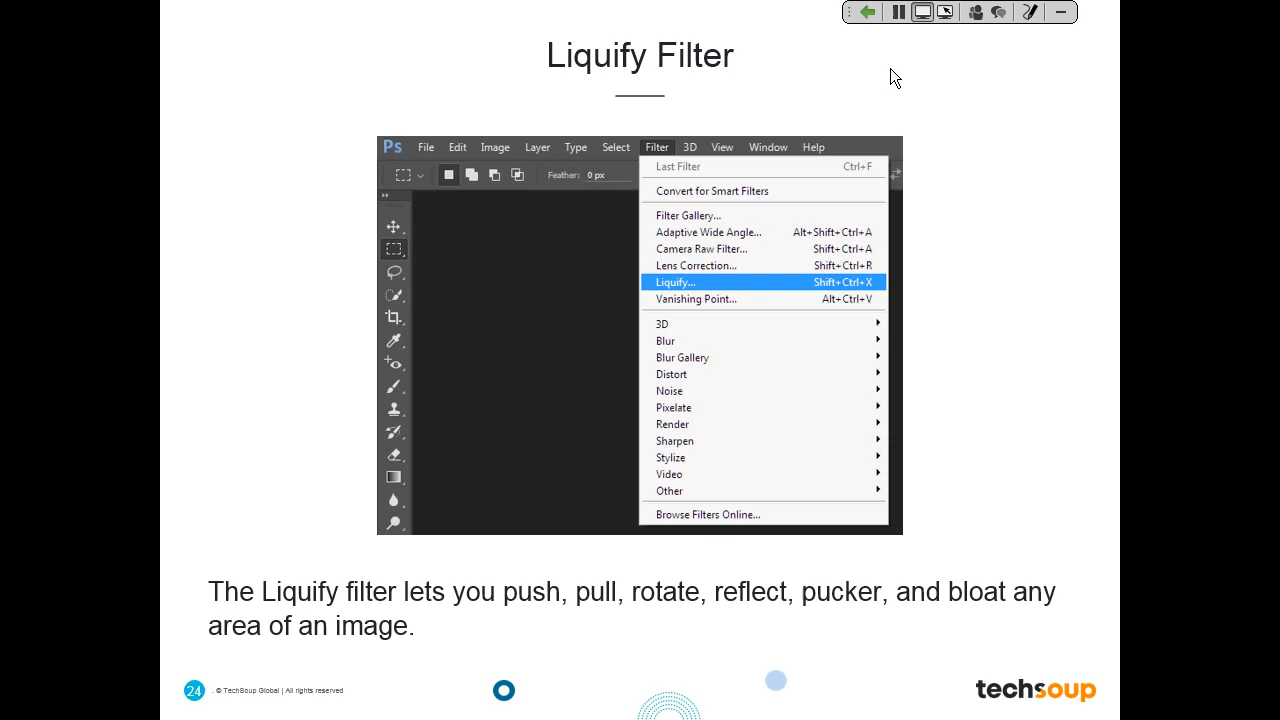 Liquify Filter
Ps File Edit Image Layer Type Select Filter 3D View Window Help
Feather: 0 px
Last Filter Ctrl+F
Convert for Smart Filters
Filter Gallery...
Adaptive Wide Angle... Alt+Shift+Ctrl+A
Camera Raw Filter... Shift+Ctrl+A
Lens Correction... Shift+Ctrl+R
Liquify... Shift+Ctrl+X
Vanishing Point... Alt+Ctrl+V
3D
Blur
Blur Gallery
Distort
Noise
Pixelate
Render
Sharpen
Stylize
Video
Other
Browse Filters Online...
The Liquify filter lets you push, pull, rotate, reflect, pucker, and bloat any
area of an image.
24 . © TechSoup Global | All rights reserved
techsoup